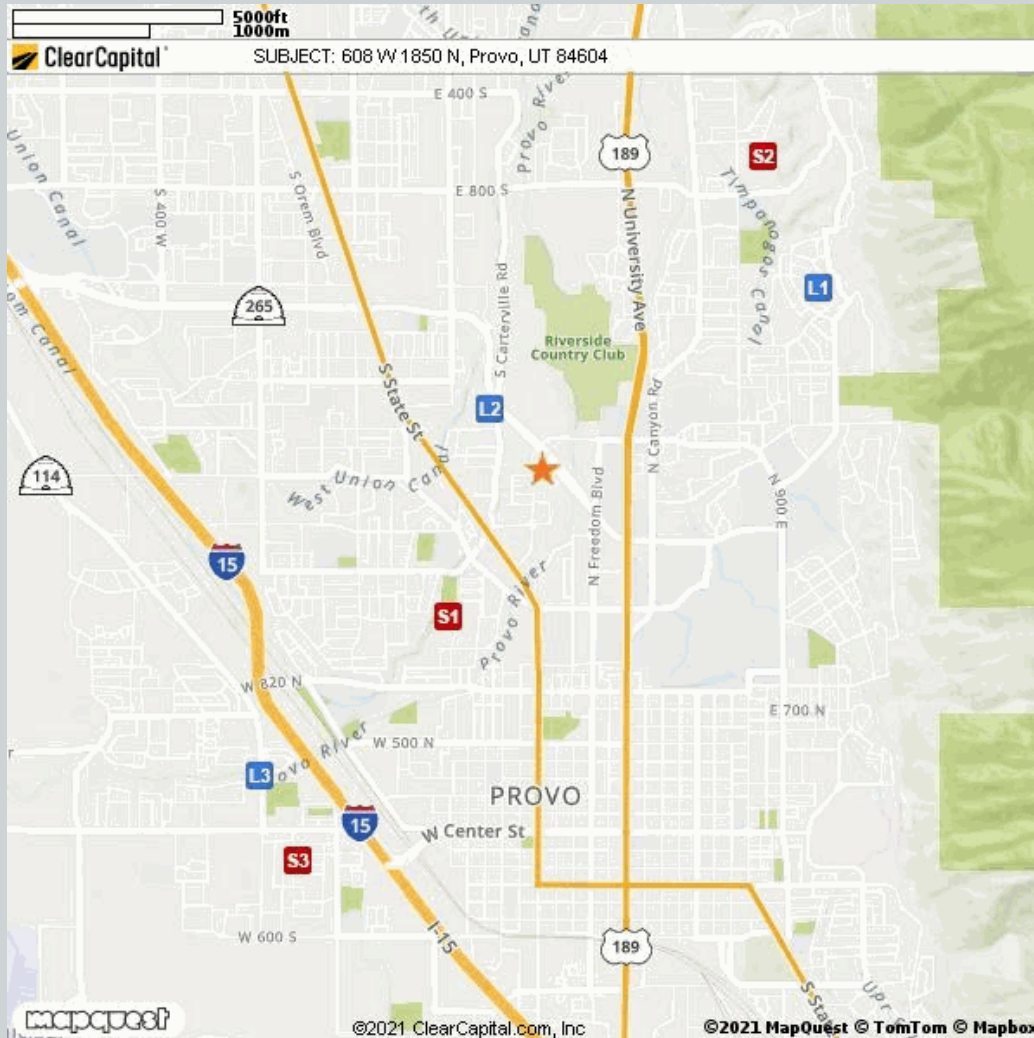 5000ft
1000m
ClearCapital
SUBJECT: 608 W 1850 N, Provo, UT 84604
E 400 S
Provo River
189
S2
Union Canal
S 400 W
S Orem Blvd
E 800 S
N University Ave
Timpanogos Canal
265
S Carterville Rd
L1
Riverside
Country Club
S State St
L2
N Canyon Rd
114
West Union Canal
N Freedom Blvd
N 900 E
15
S1
Provo River
W 820 N
E 700 N
W 500 N
L3
Provo River
PROVO
15
W Center St
S3
W 600 S
I-15
189
S State
mapquest
©2021 ClearCapital.com, Inc
©2021 MapQuest © TomTom © Mapbox